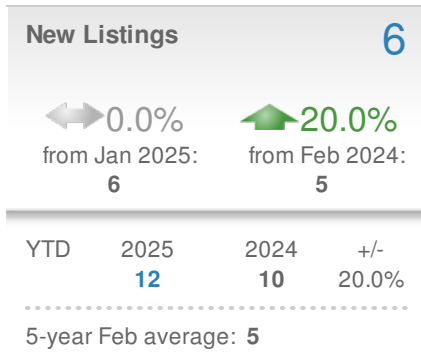 New Listings 6
0.0% 20.0%
from Jan 2025: from Feb 2024:
6 5
YTD 2025 2024 +/-
12 10 20.0%
5-year Feb average: 5